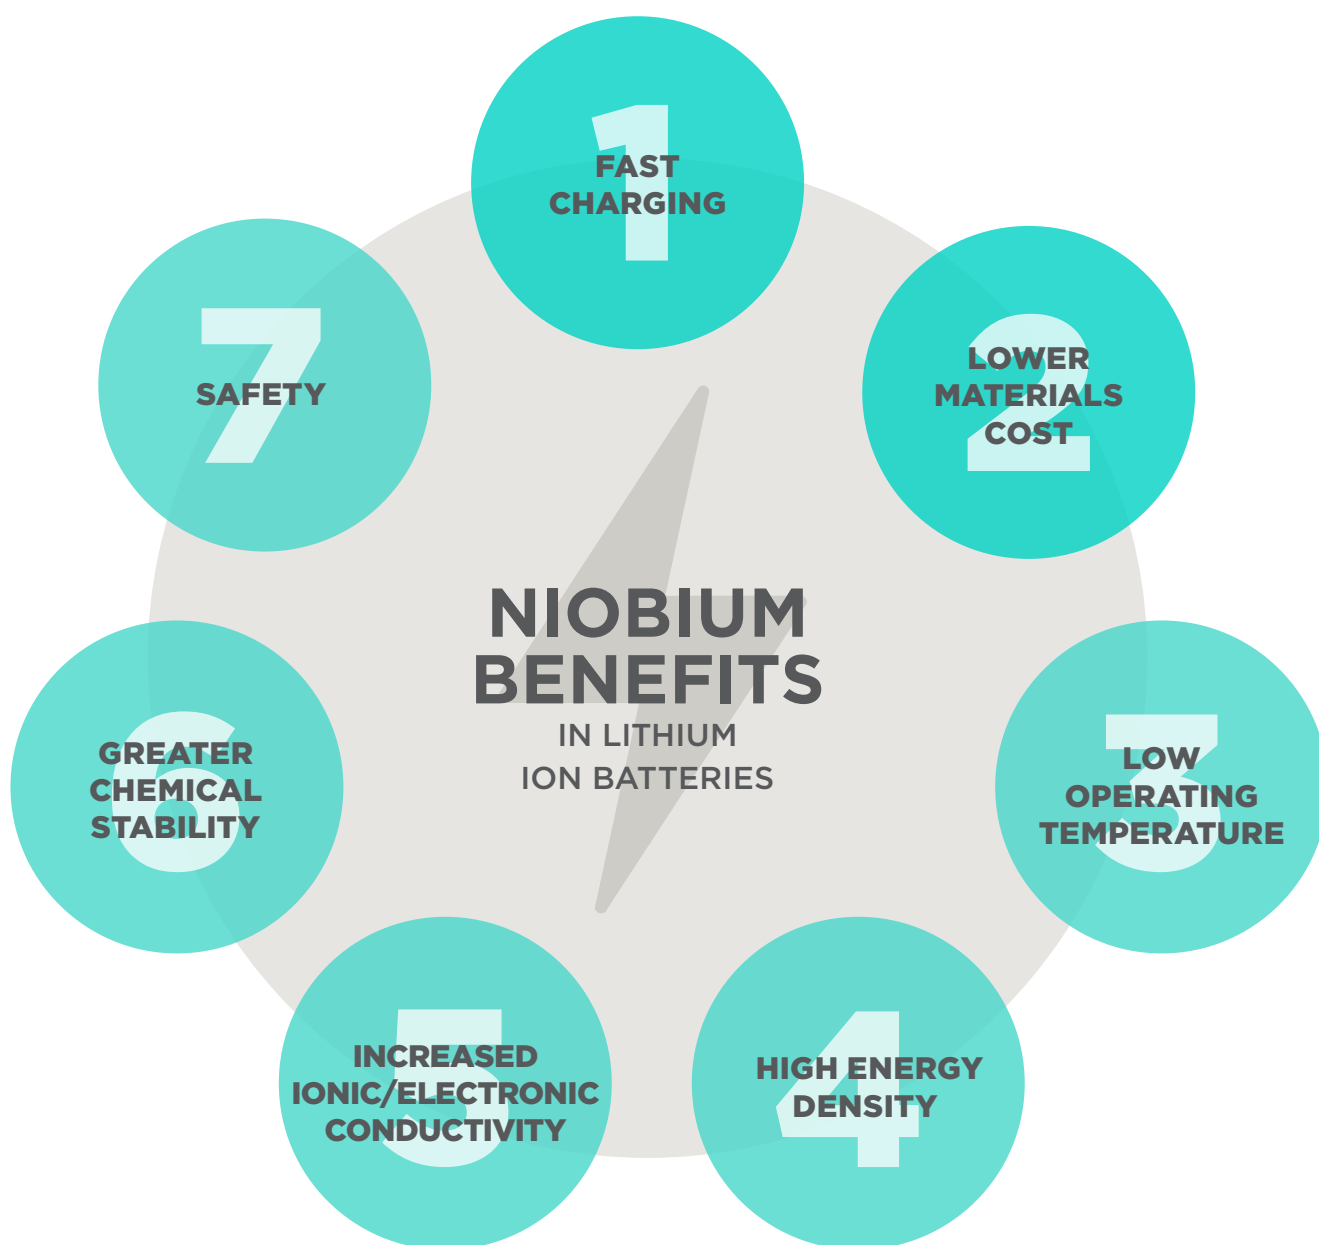 1
FAST
CHARGING
2
LOWER
MATERIALS
COST
3
LOW
OPERATING
TEMPERATURE
4
HIGH ENERGY
DENSITY
5
INCREASED
IONIC/ELECTRONIC
CONDUCTIVITY
6
GREATER
CHEMICAL
STABILITY
7
SAFETY
NIOBIUM
BENEFITS
IN LITHIUM
ION BATTERIES